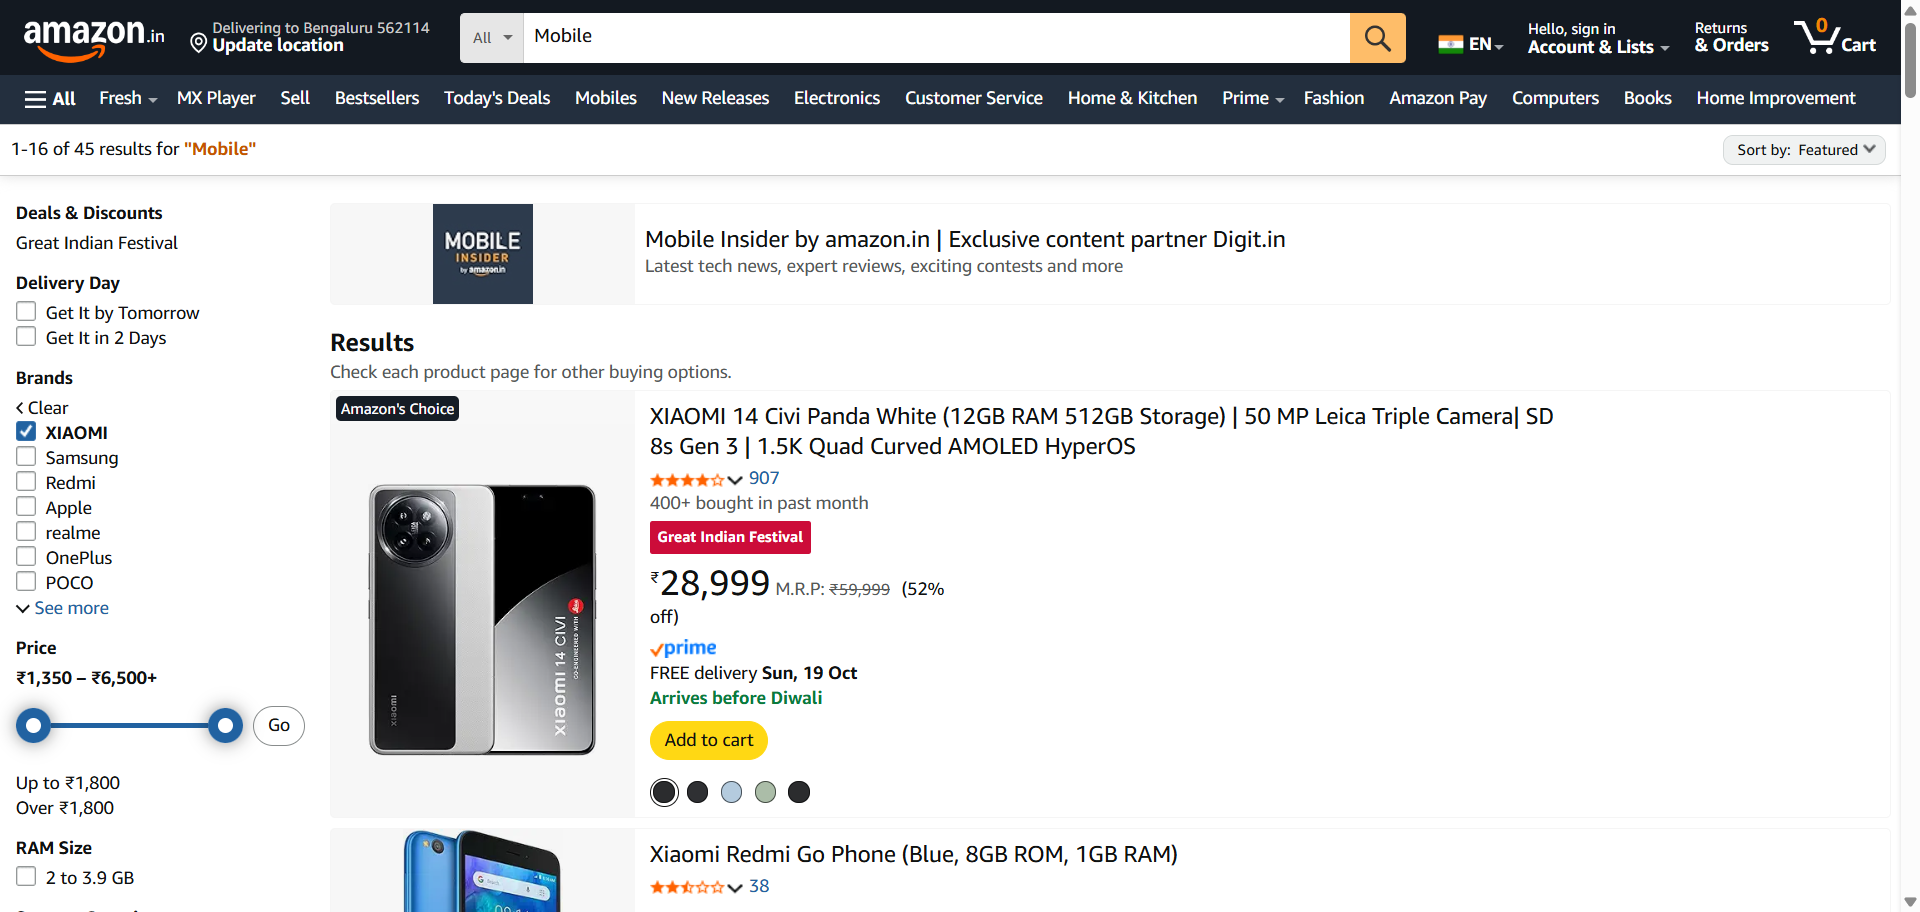 amazon.in
Delivering to Bengaluru 562114
Update location
All
Mobile
EN
Hello, sign in
Account & Lists
Returns
& Orders
0
Cart
All
Fresh
MX Player
Sell
Bestsellers
Today's Deals
Mobiles
New Releases
Electronics
Customer Service
Home & Kitchen
Prime
Fashion
Amazon Pay
Computers
Books
Home Improvement
1-16 of 45 results for "Mobile"
Sort by: Featured
Deals & Discounts
Great Indian Festival
Delivery Day
Get It by Tomorrow
Get It in 2 Days
Brands
Clear
XIAOMI
Samsung
Redmi
Apple
realme
OnePlus
POCO
See more
Price
₹1,350 – ₹6,500+
Go
Up to ₹1,800
Over ₹1,800
RAM Size
2 to 3.9 GB
MOBILE
INSIDER
by amazon.in
Mobile Insider by amazon.in | Exclusive content partner Digit.in
Latest tech news, expert reviews, exciting contests and more
Results
Check each product page for other buying options.
Amazon's Choice
xiaomi
XIAOMI 14 CIVI
CO-ENGINEERED WITH
XIAOMI 14 Civi Panda White (12GB RAM 512GB Storage) | 50 MP Leica Triple Camera| SD
8s Gen 3 | 1.5K Quad Curved AMOLED HyperOS
907
400+ bought in past month
Great Indian Festival
₹28,999 M.R.P: ₹59,999 (52%
off)
prime
FREE delivery Sun, 19 Oct
Arrives before Diwali
Add to cart
Xiaomi Redmi Go Phone (Blue, 8GB ROM, 1GB RAM)
38